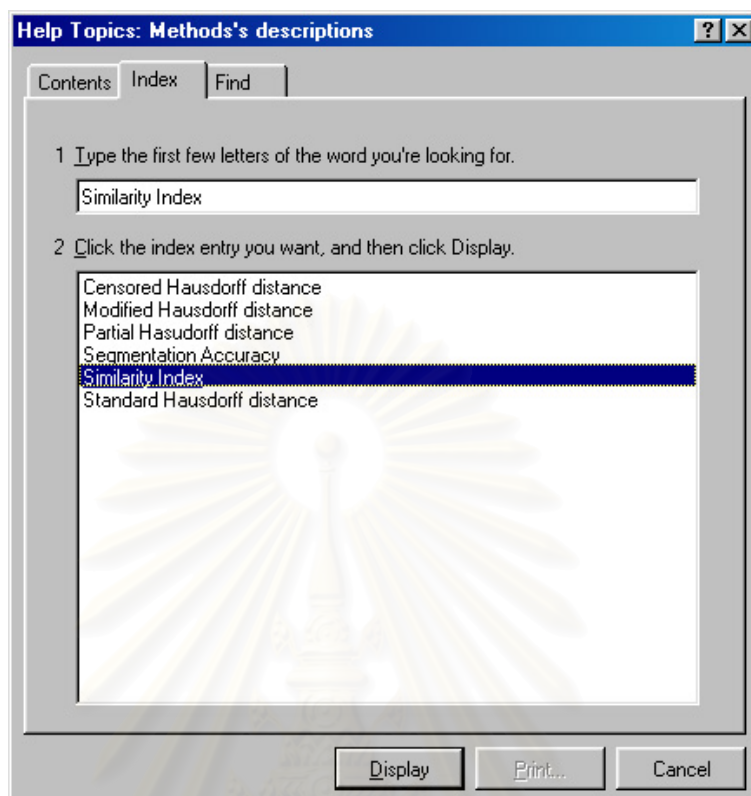 Help Topics: Methods's descriptions
Contents Index Find
1 Type the first few letters of the word you're looking for.
Similarity Index
2 Click the index entry you want, and then click Display.
Censored Hausdorff distance
Modified Hausdorff distance
Partial Hasudorff distance
Segmentation Accuracy
Similarity Index
Standard Hausdorff distance
Display Print... Cancel